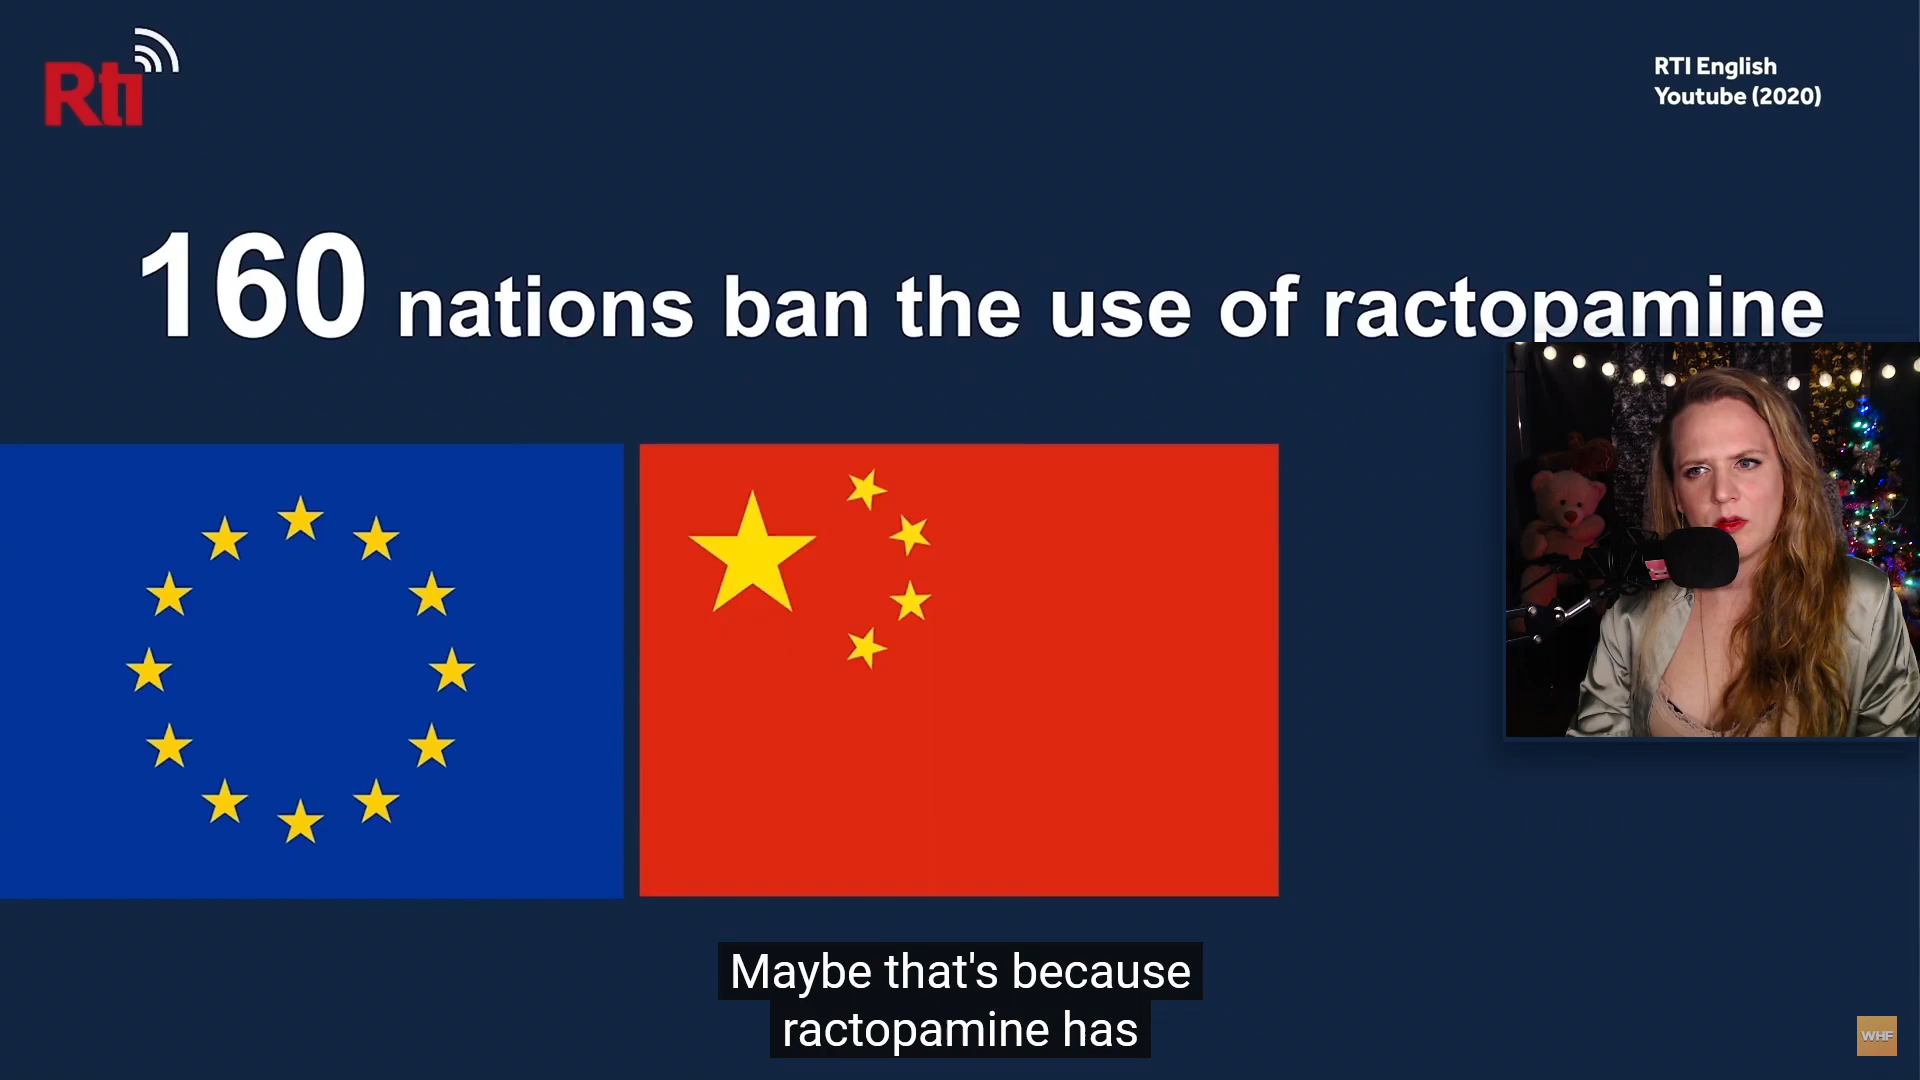 Rti
RTI English
Youtube (2020)
160 nations ban the use of ractopamine
Maybe that's because
ractopamine has
WHF